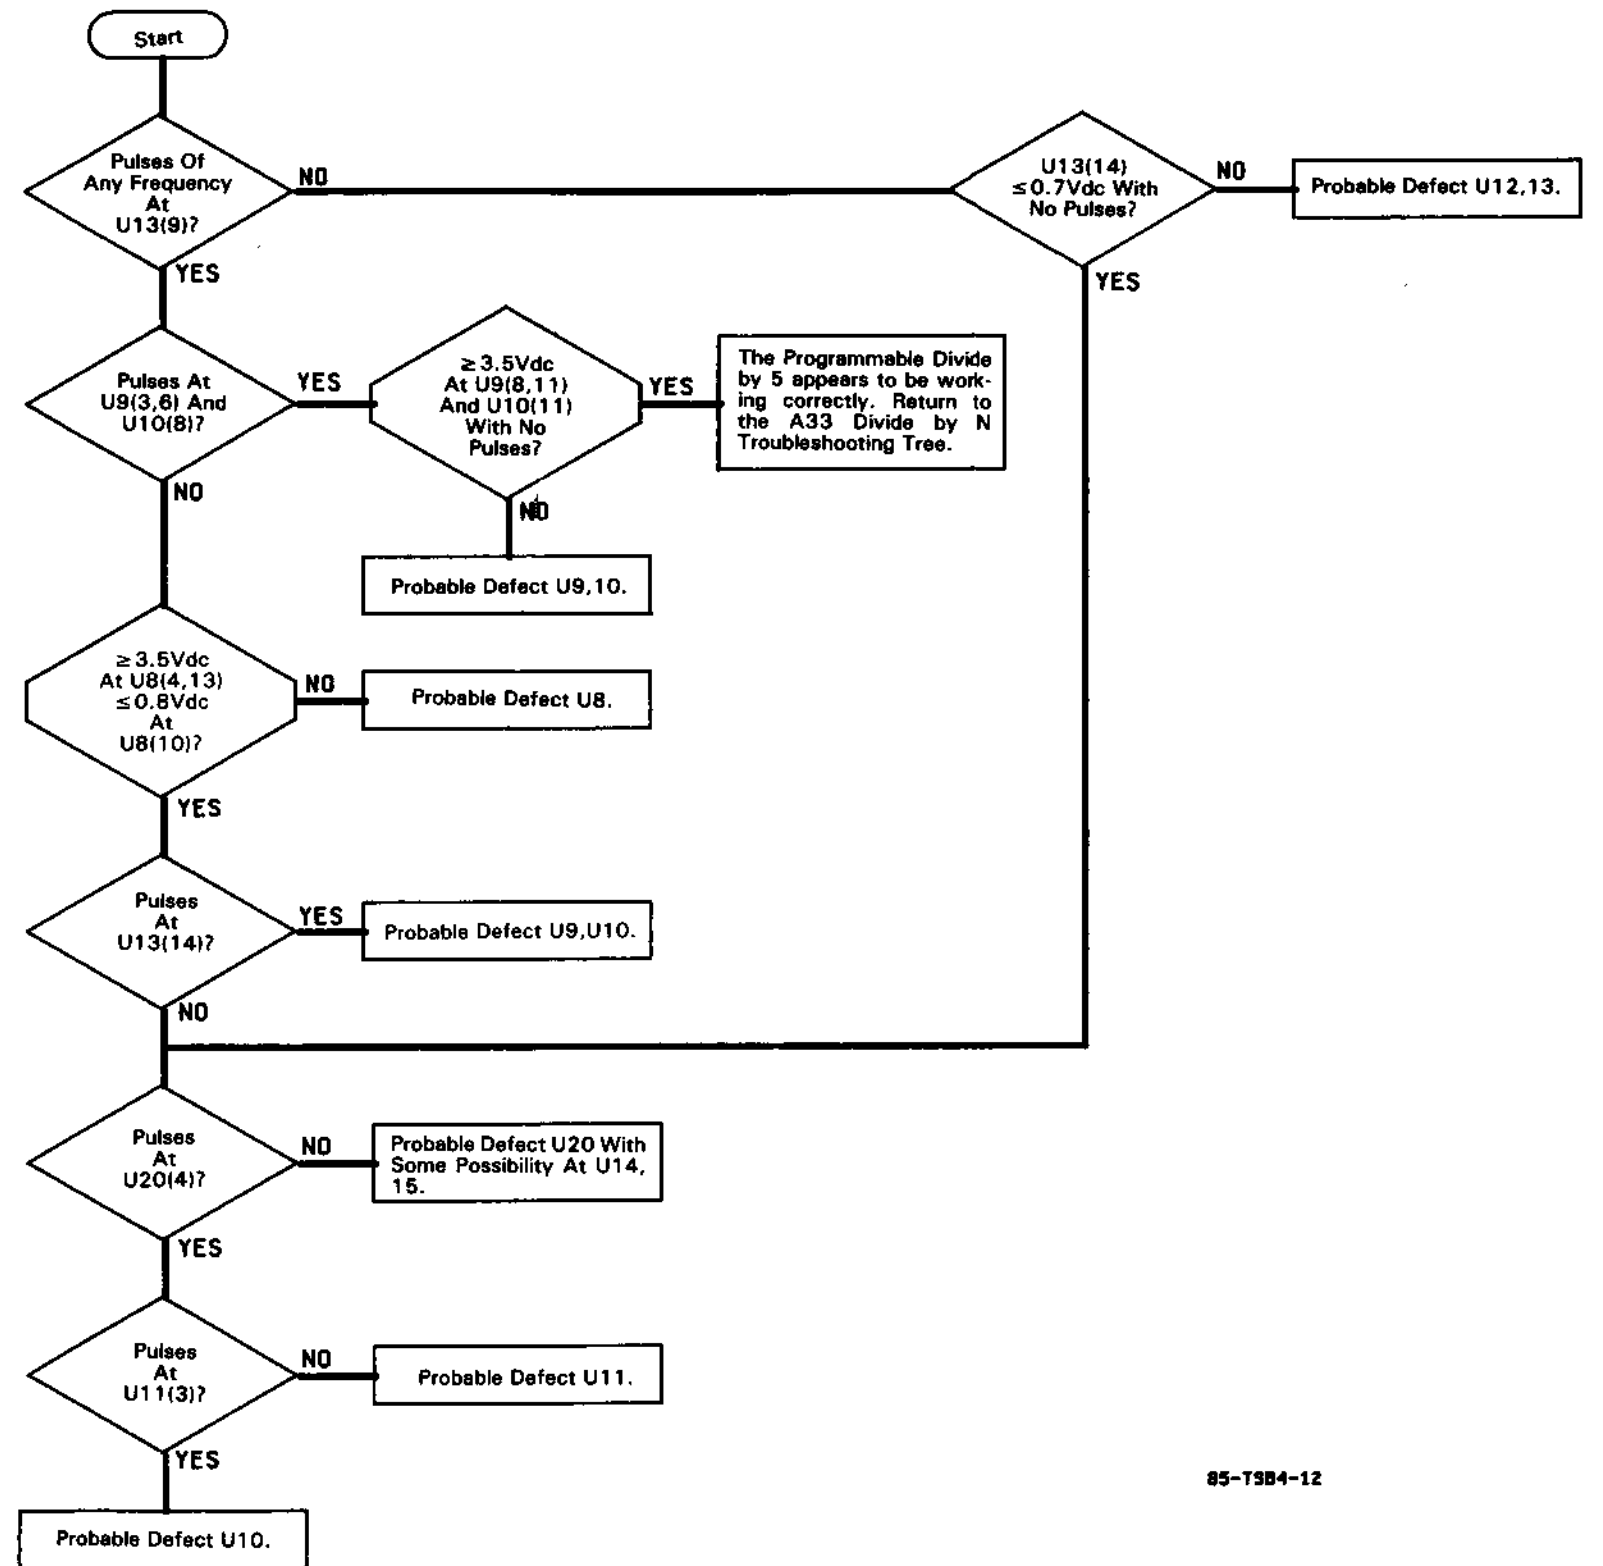 Start
Pulses Of
Any Frequency
At
U13(9)?
NO
YES
U13(14)
≤0.7Vdc With
No Pulses?
NO
Probable Defect U12,13.
YES
Pulses At
U9(3,6) And
U10(8)?
YES
NO
≥3.5Vdc
At U9(8,11)
And U10(11)
With No
Pulses?
YES
The Programmable Divide
by 5 appears to be work-
ing correctly. Return to
the A33 Divide by N
Troubleshooting Tree.
NO
Probable Defect U9,10.
≥3.5Vdc
At U8(4,13)
≤0.8Vdc
At
U8(10)?
NO
Probable Defect U8.
YES
Pulses
At
U13(14)?
YES
Probable Defect U9,U10.
NO
Pulses
At
U20(4)?
NO
Probable Defect U20 With
Some Possibility At U14,
15.
YES
Pulses
At
U11(3)?
NO
Probable Defect U11.
YES
Probable Defect U10.
85-TSB4-12